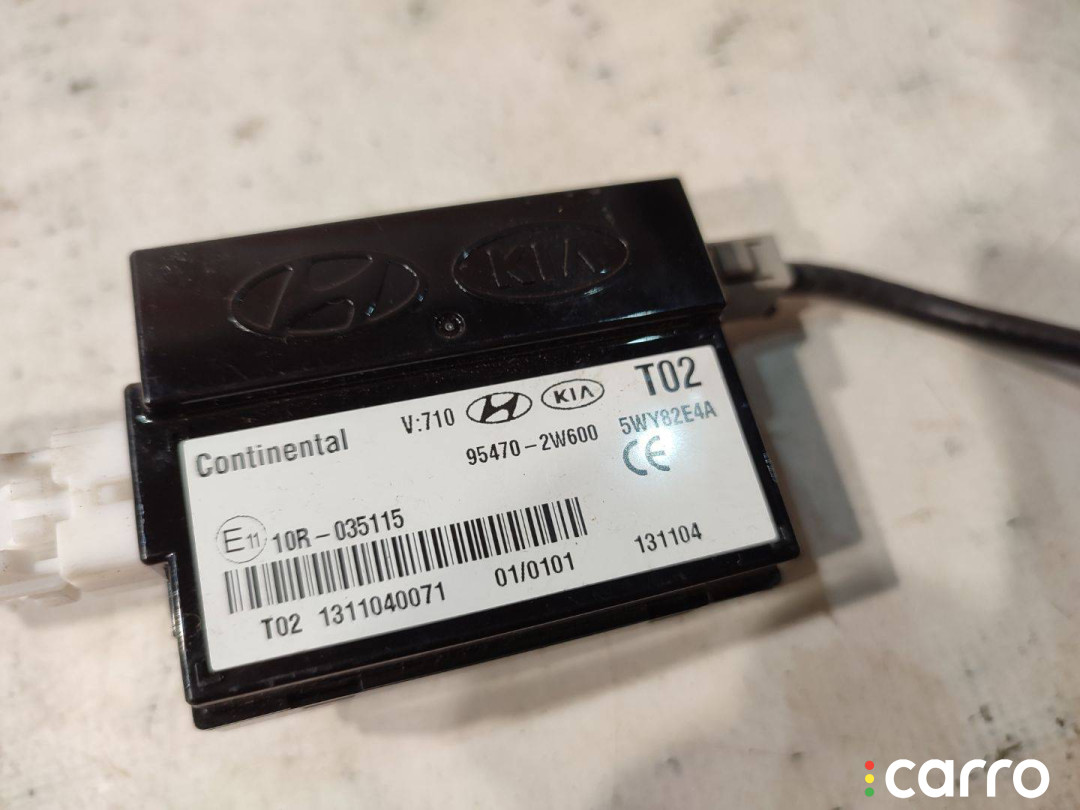 KIA
Continental V:710 KIA T02
95470-2W600 5WY82E4A
CE
E11 10R-035115
131104
01/0101
T02 1311040071
carro